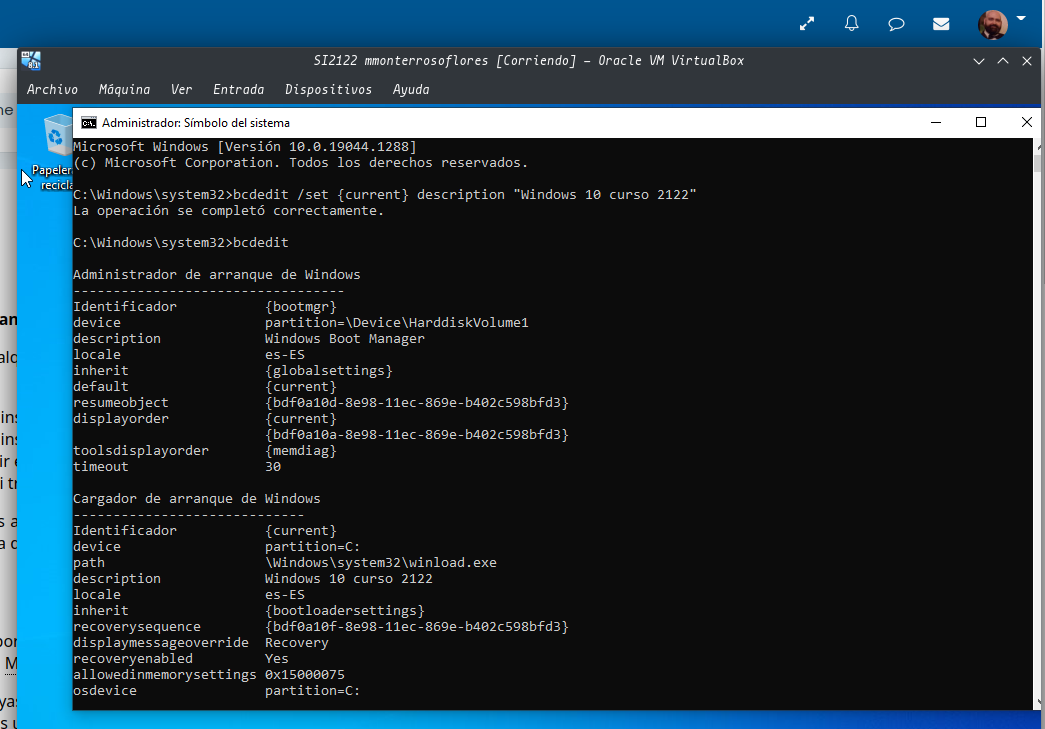 SI2122 mmonterrosoflores [Corriendo] – Oracle VM VirtualBox
Archivo Máquina Ver Entrada Dispositivos Ayuda
Administrador: Símbolo del sistema
Microsoft Windows [Versión 10.0.19044.1288]
(c) Microsoft Corporation. Todos los derechos reservados.
C:\Windows\system32>bcdedit /set {current} description "Windows 10 curso 2122"
La operación se completó correctamente.
C:\Windows\system32>bcdedit
Administrador de arranque de Windows
----------------------------------
Identificador {bootmgr}
device partition=\Device\HarddiskVolume1
description Windows Boot Manager
locale es-ES
inherit {globalsettings}
default {current}
resumeobject {bdf0a10d-8e98-11ec-869e-b402c598bfd3}
displayorder {current}
{bdf0a10a-8e98-11ec-869e-b402c598bfd3}
toolsdisplayorder {memdiag}
timeout 30
Cargador de arranque de Windows
-----------------------------
Identificador {current}
device partition=C:
path \Windows\system32\winload.exe
description Windows 10 curso 2122
locale es-ES
inherit {bootloadersettings}
recoverysequence {bdf0a10f-8e98-11ec-869e-b402c598bfd3}
displaymessageoverride Recovery
recoveryenabled Yes
allowedinmemorysettings 0x15000075
osdevice partition=C: